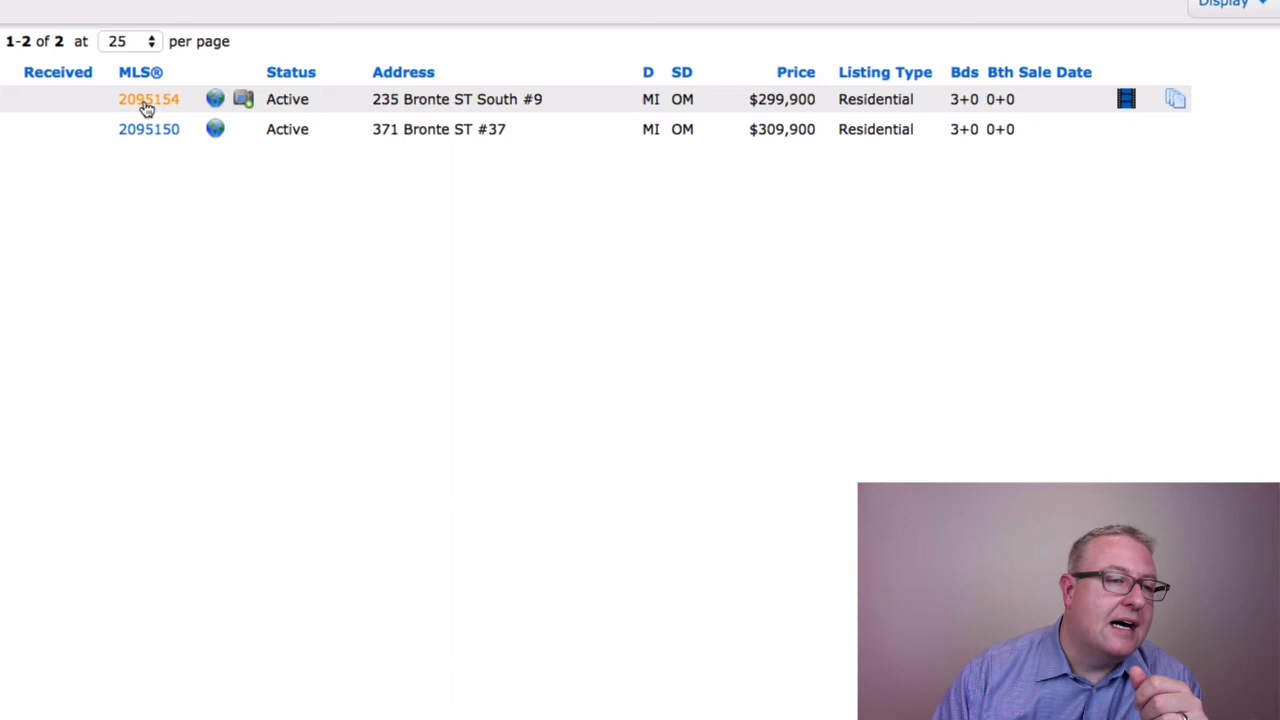 Display
1-2 of 2 at 25 per page
Received MLS® Status Address D SD Price Listing Type Bds Bth Sale Date
2095154 Active 235 Bronte ST South #9 MI OM $299,900 Residential 3+0 0+0
2095150 Active 371 Bronte ST #37 MI OM $309,900 Residential 3+0 0+0